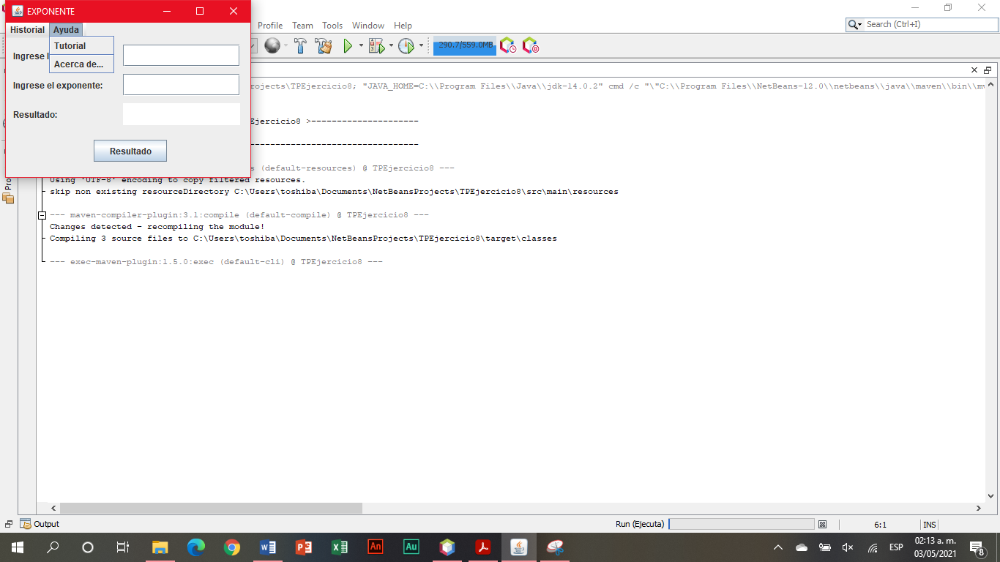 EXPONENTE
Historial Ayuda
Tutorial
Acerca de...
Ingrese
Ingrese el exponente:
Resultado:
Resultado
Profile Team Tools Window Help
Search (Ctrl+I)
290.7/559.0MB
rojects\TPEjercicio8; "JAVA_HOME=C:\\Program Files\\Java\\jdk-14.0.2" cmd /c "\"C:\\Program Files\\NetBeans-12.0\\netbeans\\java\\maven\\bin\\mv
Ejercicio8 >---------------------
---------------------------------
s (default-resources) @ TPEjercicio8 ---
Using 'UTF-8' encoding to copy filtered resources.
skip non existing resourceDirectory C:\Users\toshiba\Documents\NetBeansProjects\TPEjercicio8\src\main\resources
--- maven-compiler-plugin:3.1:compile (default-compile) @ TPEjercicio8 ---
Changes detected - recompiling the module!
Compiling 3 source files to C:\Users\toshiba\Documents\NetBeansProjects\TPEjercicio8\target\classes
--- exec-maven-plugin:1.5.0:exec (default-cli) @ TPEjercicio8 ---
Pro
Output
Run (Ejecuta)
6:1
INS
An
Au
ESP
02:13 a. m.
03/05/2021
8